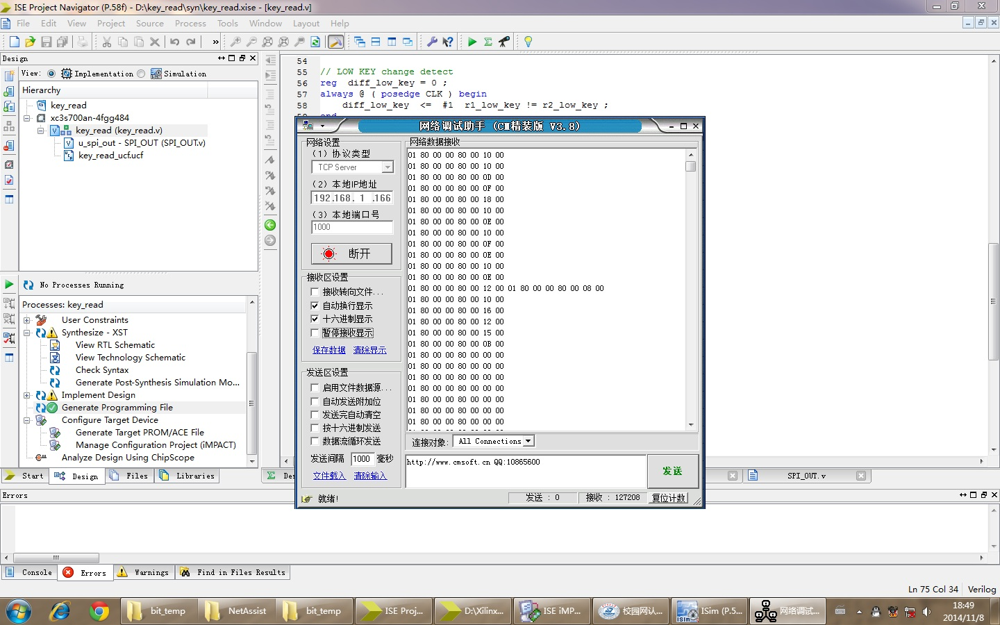 ISE Project Navigator (P.58f) - D:\key_read\syn\key_read.xise - [key_read.v]
File Edit View Project Source Process Tools Window Layout Help
Design
View: Implementation Simulation
Hierarchy
key_read
xc3s700an-4fgg484
key_read (key_read.v)
u_spi_out - SPI_OUT (SPI_OUT.v)
key_read_ucf.ucf
No Processes Running
Processes: key_read
User Constraints
Synthesize - XST
View RTL Schematic
View Technology Schematic
Check Syntax
Generate Post-Synthesis Simulation Mo...
Implement Design
Generate Programming File
Configure Target Device
Generate Target PROM/ACE File
Manage Configuration Project (iMPACT)
Analyze Design Using ChipScope
Start Design Files Libraries
54
55 // LOW KEY change detect
56 reg diff_low_key = 0 ;
57 always @ ( posedge CLK ) begin
58 diff_low_key <= #1 r1_low_key != r2_low_key ;
网络调试助手 (CM精装版 V3.8)
网络设置
(1) 协议类型
TCP Server
(2) 本地IP地址
192.168. 1 .166
(3) 本地端口号
1000
断开
接收区设置
接收转向文件...
自动换行显示
十六进制显示
暂停接收显示
保存数据 清除显示
发送区设置
启用文件数据源...
自动发送附加位
发送完自动清空
按十六进制发送
数据流循环发送
发送间隔 1000 毫秒
文件载入 清除输入
网络数据接收
01 80 00 00 80 00 10 00
01 80 00 00 80 00 10 00
01 80 00 00 80 00 0D 00
01 80 00 00 80 00 0F 00
01 80 00 00 80 00 18 00
01 80 00 00 80 00 10 00
01 80 00 00 80 00 0E 00
01 80 00 00 80 00 10 00
01 80 00 00 80 00 0F 00
01 80 00 00 80 00 0E 00
01 80 00 00 80 00 10 00
01 80 00 00 80 00 0E 00
01 80 00 00 80 00 12 00 01 80 00 00 80 00 08 00
01 80 00 00 80 00 10 00
01 80 00 00 80 00 16 00
01 80 00 00 80 00 12 00
01 80 00 00 80 00 15 00
01 80 00 00 80 00 0B 00
01 80 00 00 80 00 00 00
01 80 00 00 80 00 00 00
01 80 00 00 80 00 00 00
01 80 00 00 80 00 00 00
01 80 00 00 80 00 00 00
01 80 00 00 80 00 00 00
01 80 00 00 80 00 00 00
连接对象: All Connections
http://www.cmsoft.cn QQ:10865600
发送
就绪! 发送 : 0 接收 : 127208 复位计数
De
SPI_OUT.v
Errors
Console Errors Warnings Find in Files Results
Ln 75 Col 34 Verilog
bit_temp NetAssist bit_temp ISE Proj... D:\Xilinx... ISE iMP... 校园网认... ISim (P.5... 网络调试...
18:49
2014/11/8